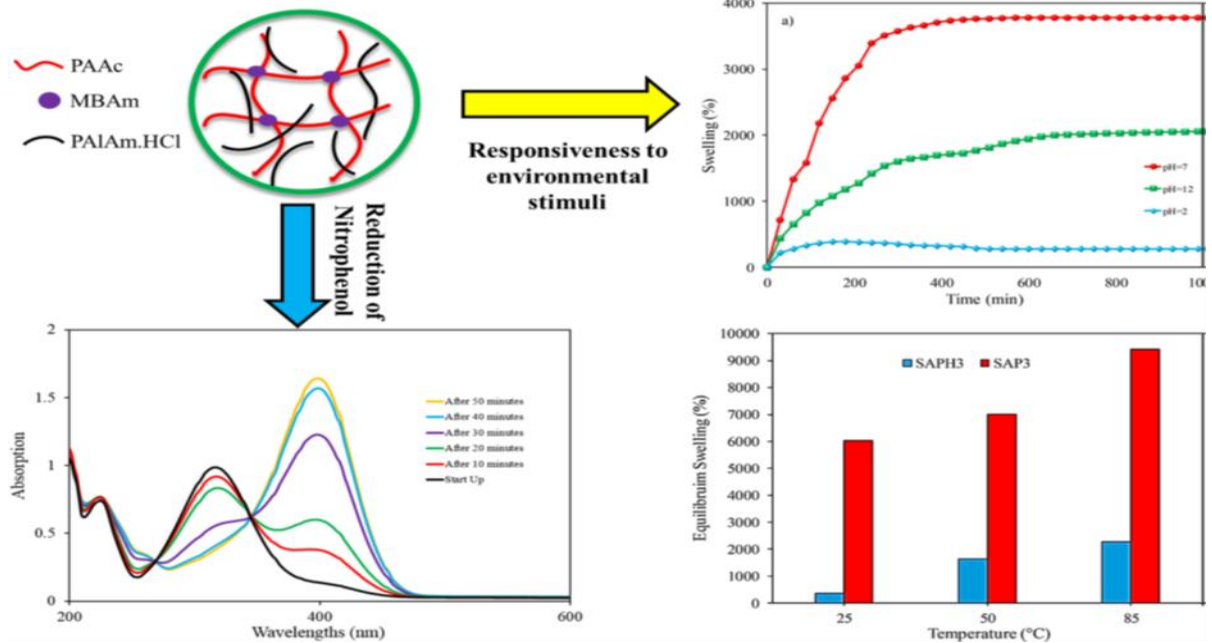 PAAc
MBAm
PAlAm.HCl
Responsiveness to
environmental
stimuli
Reduction of
Nitrophenol
a)
4000
3000
2000
1000
0
Swelling (%)
pH=7
pH=12
pH=2
0
200
400
600
800
100
Time (min)
2
1.5
1
0.5
0
Absorption
After 50 minutes
After 40 minutes
After 30 minutes
After 20 minutes
After 10 minutes
Start Up
200
400
600
Wavelengths (nm)
10000
9000
8000
7000
6000
5000
4000
3000
2000
1000
0
Equilibruim Swelling (%)
SAPH3
SAP3
25
50
85
Temperature (°C)